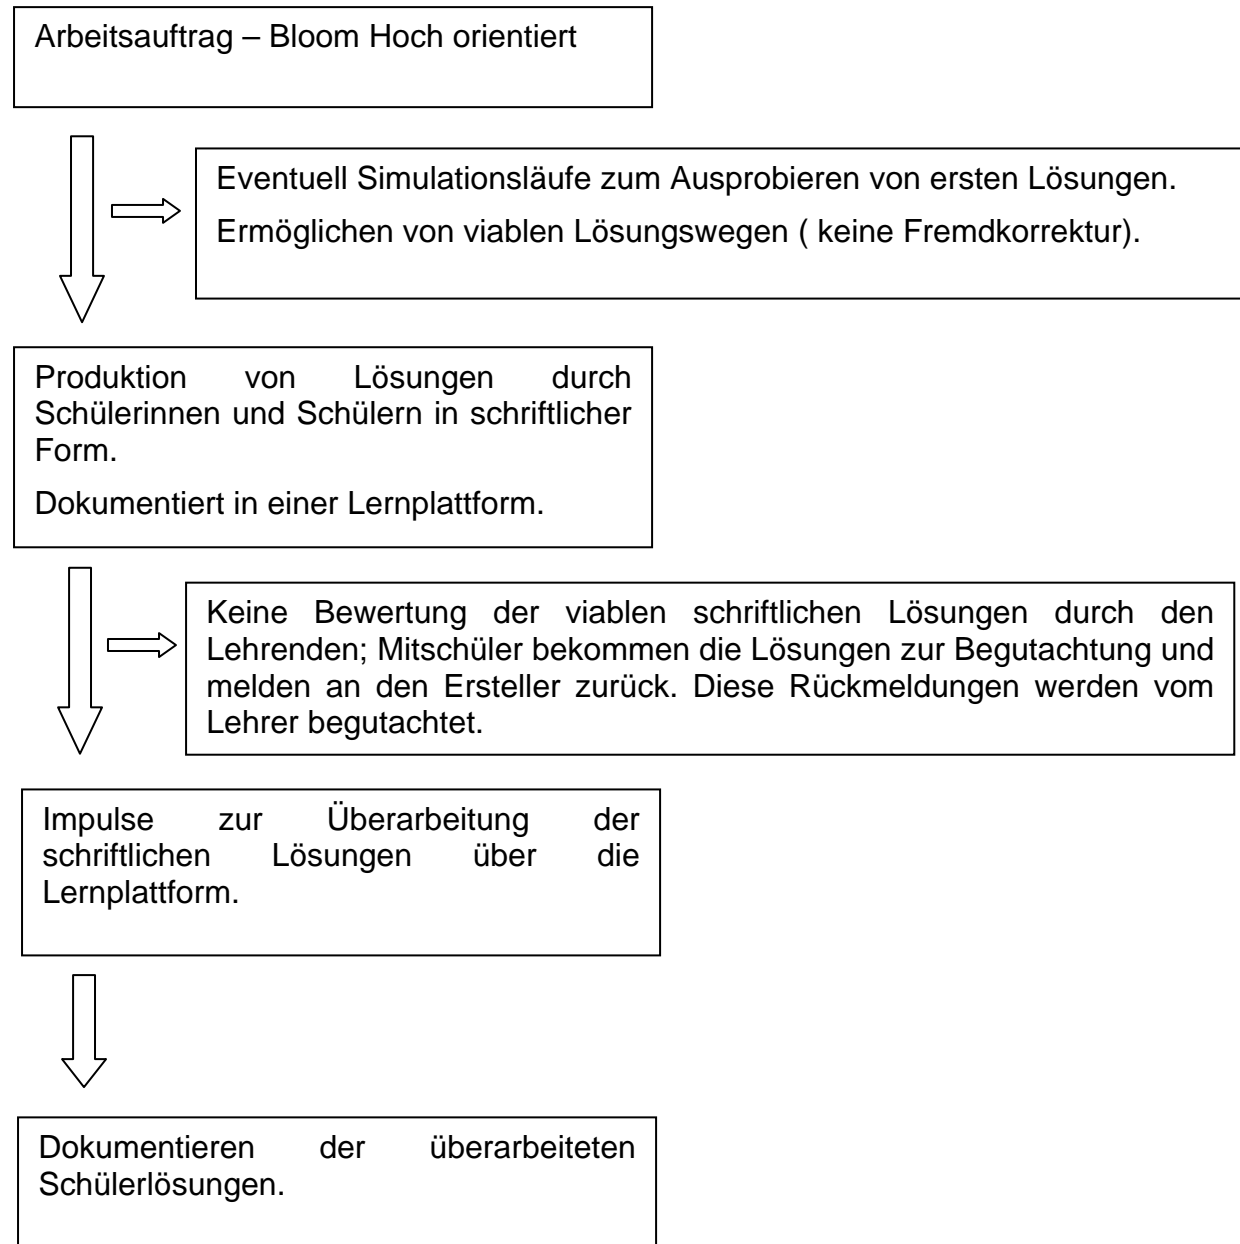 Arbeitsauftrag – Bloom Hoch orientiert
Eventuell Simulationsläufe zum Ausprobieren von ersten Lösungen.
Ermöglichen von viablen Lösungswegen ( keine Fremdkorrektur).
Produktion von Lösungen durch
Schülerinnen und Schülern in schriftlicher
Form.
Dokumentiert in einer Lernplattform.
Keine Bewertung der viablen schriftlichen Lösungen durch den
Lehrenden; Mitschüler bekommen die Lösungen zur Begutachtung und
melden an den Ersteller zurück. Diese Rückmeldungen werden vom
Lehrer begutachtet.
Impulse zur Überarbeitung der
schriftlichen Lösungen über die
Lernplattform.
Dokumentieren der überarbeiteten
Schülerlösungen.